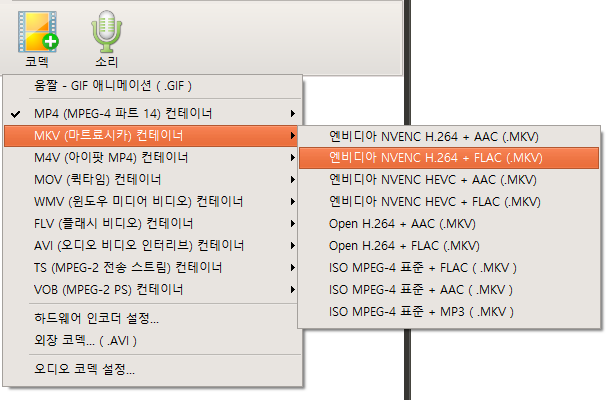 코덱
소리
움짤 - GIF 애니메이션 ( .GIF )
MP4 (MPEG-4 파트 14) 컨테이너
MKV (마트료시카) 컨테이너
M4V (아이팟 MP4) 컨테이너
MOV (퀵타임) 컨테이너
WMV (윈도우 미디어 비디오) 컨테이너
FLV (플래시 비디오) 컨테이너
AVI (오디오 비디오 인터리브) 컨테이너
TS (MPEG-2 전송 스트림) 컨테이너
VOB (MPEG-2 PS) 컨테이너
하드웨어 인코더 설정...
외장 코덱... ( .AVI )
오디오 코덱 설정...
엔비디아 NVENC H.264 + AAC (.MKV)
엔비디아 NVENC H.264 + FLAC (.MKV)
엔비디아 NVENC HEVC + AAC (.MKV)
엔비디아 NVENC HEVC + FLAC (.MKV)
Open H.264 + AAC (.MKV)
Open H.264 + FLAC (.MKV)
ISO MPEG-4 표준 + FLAC ( .MKV )
ISO MPEG-4 표준 + AAC ( .MKV )
ISO MPEG-4 표준 + MP3 ( .MKV )